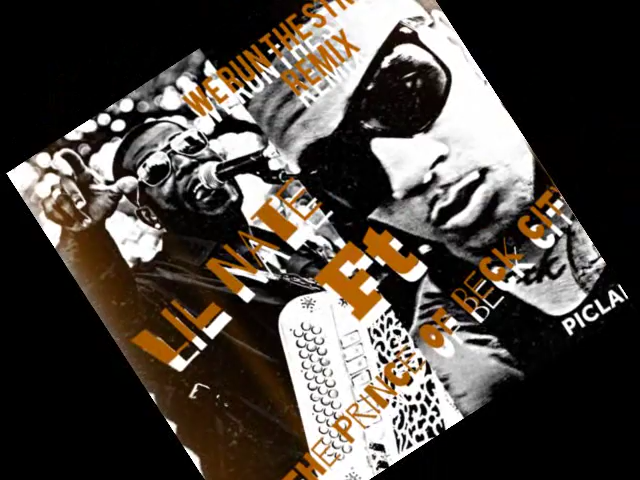 WERUNTHESTR
REMIX
LIL NATE
Ft.
THE PRINCE OF BECK CITY
PICLA